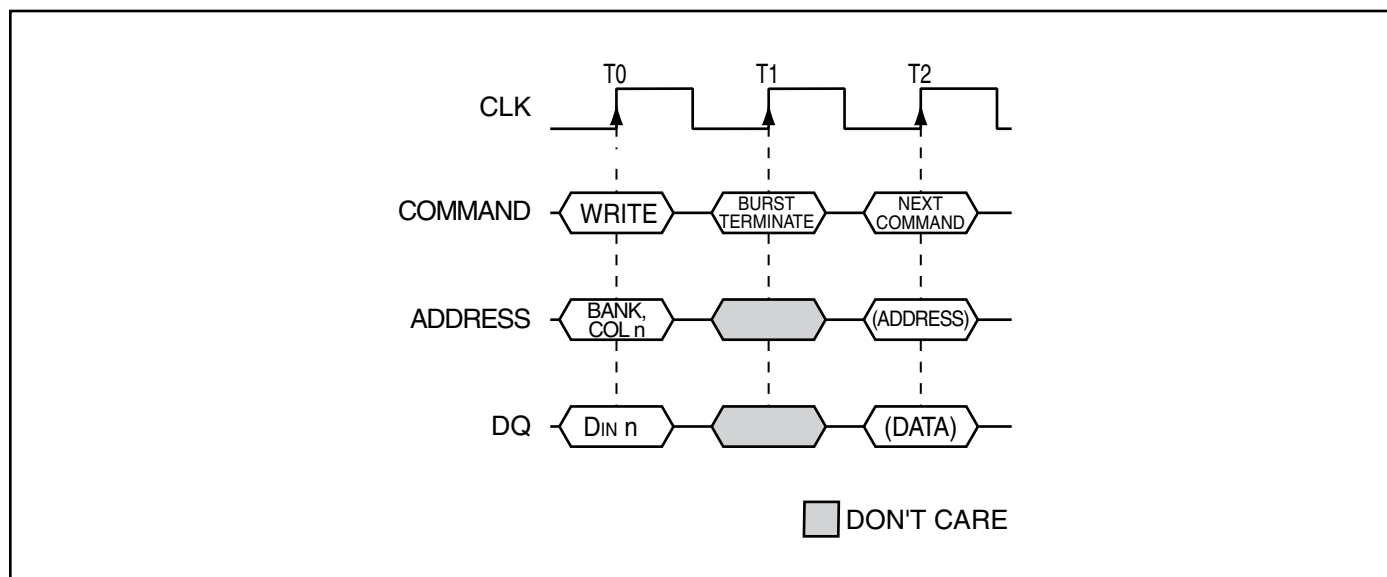 T0 T1 T2
CLK
COMMAND WRITE BURST TERMINATE NEXT COMMAND
ADDRESS BANK, COL n (ADDRESS)
DQ DIN n (DATA)
DON'T CARE